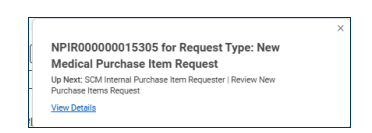 NPIR000000015305 for Request Type: New
Medical Purchase Item Request
Up Next: SCM Internal Purchase Item Requester | Review New
Purchase Items Request
View Details